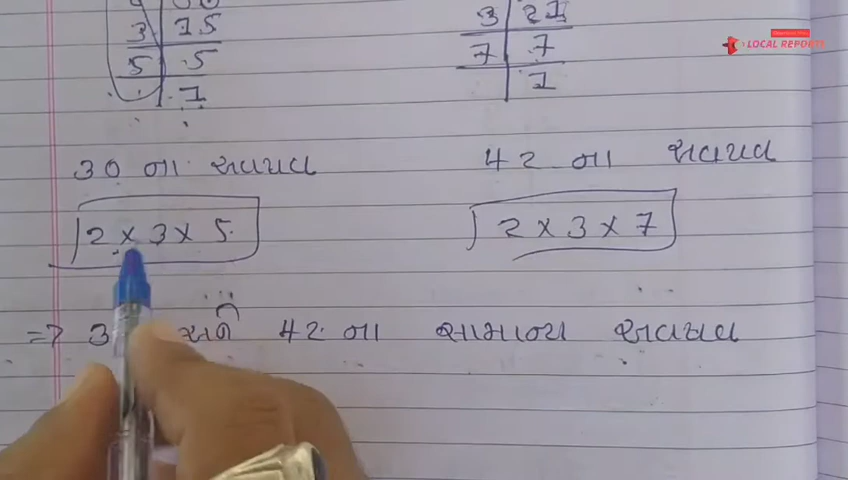 3 | 15
3 | 21
5 | 5
7 | 7
1
1
LOCAL REPORTS
30 ના અવયવ
42 ના અવયવ
2 × 3 × 5
2 × 3 × 7
=> 3 અને 42 ના સામાન્ય અવયવ